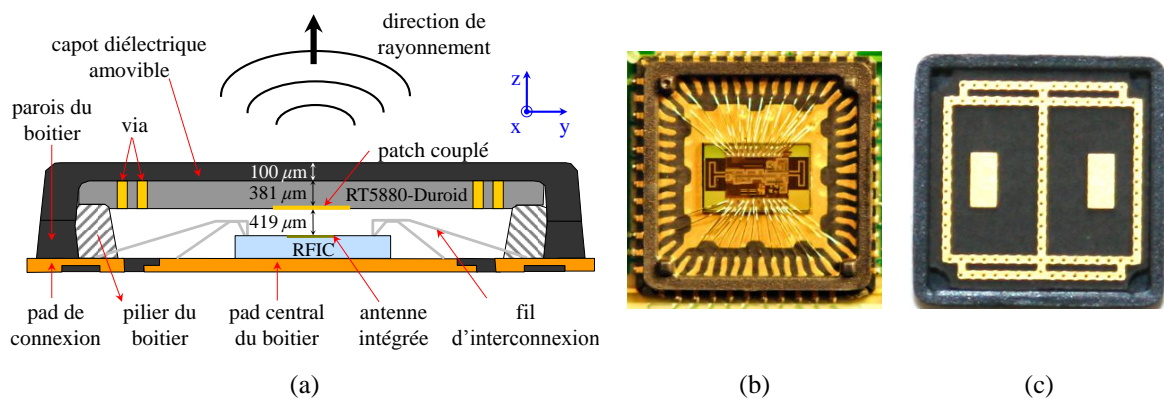 direction de
rayonnement
capot diélectrique
amovible
z
x
y
parois du
boitier
via
patch couplé
100 µm
381 µm
RT5880-Duroid
419 µm
RFIC
pad de
connexion
pilier du
boitier
pad central
du boitier
antenne
intégrée
fil
d'interconnexion
(a)
(b)
(c)